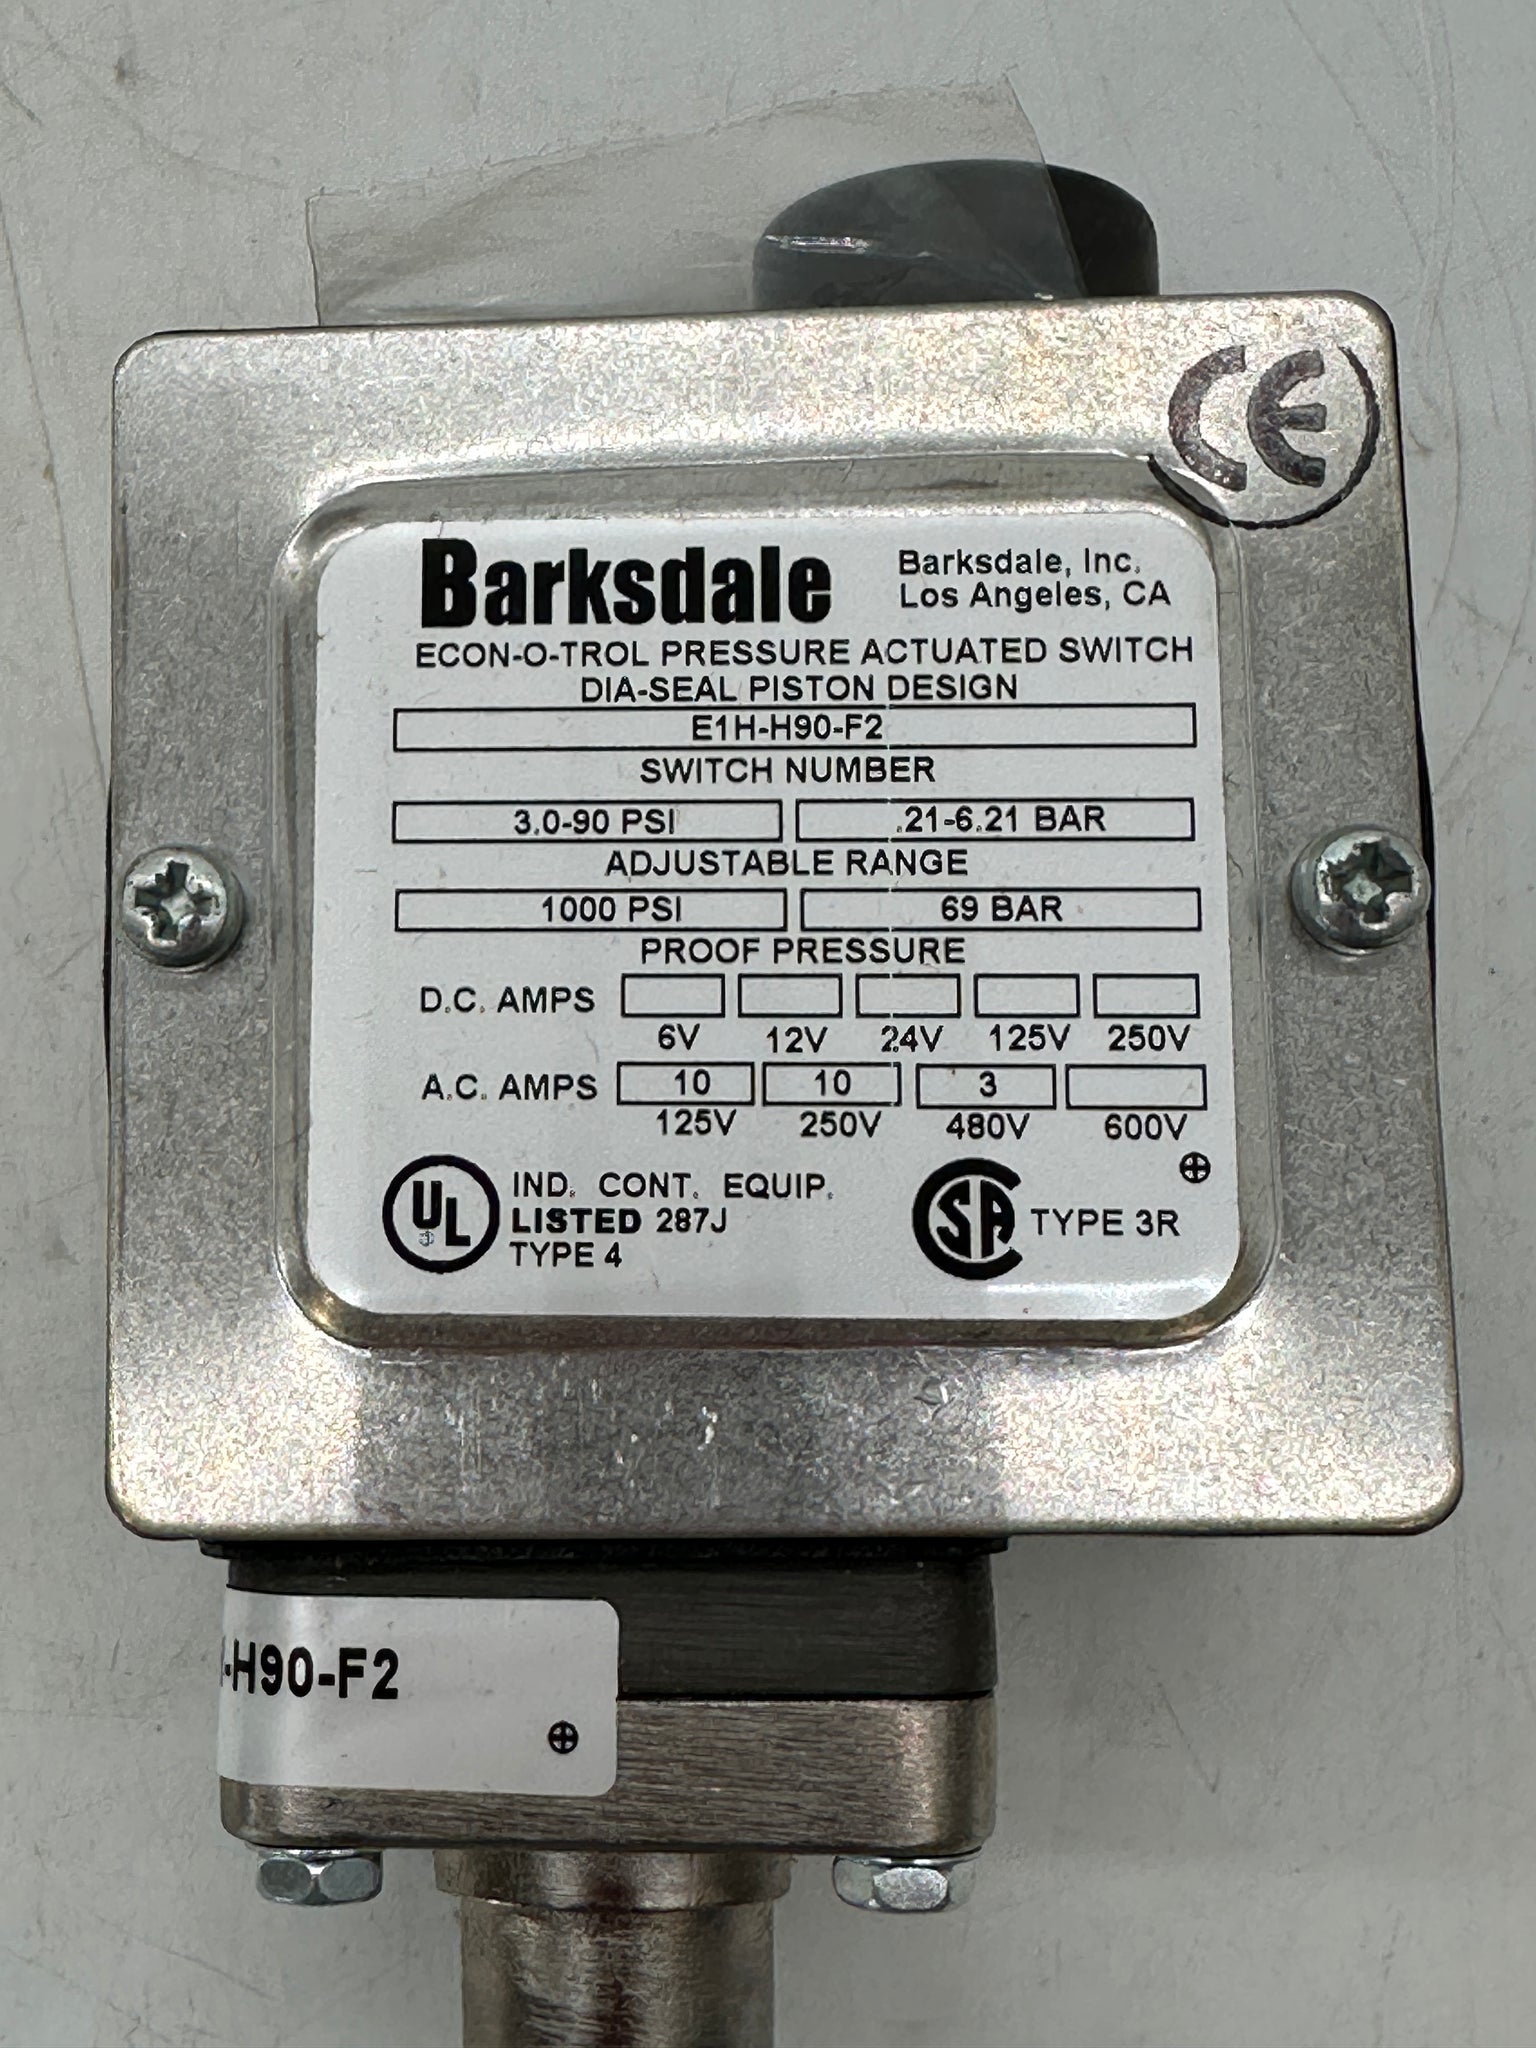 CE
Barksdale
Barksdale, Inc.
Los Angeles, CA
ECON-O-TROL PRESSURE ACTUATED SWITCH
DIA-SEAL PISTON DESIGN
E1H-H90-F2
SWITCH NUMBER
3.0-90 PSI .21-6.21 BAR
ADJUSTABLE RANGE
1000 PSI 69 BAR
PROOF PRESSURE
D.C. AMPS
6V 12V 24V 125V 250V
A.C. AMPS 10 10 3
125V 250V 480V 600V
UL
IND. CONT. EQUIP.
LISTED 287J
TYPE 4
CSA TYPE 3R
-H90-F2